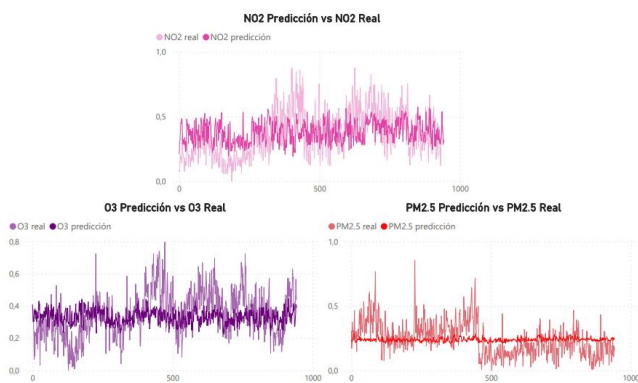 NO2 Predicción vs NO2 Real
NO2 real NO2 predicción
1,0
0,5
0,0
0 500 1000
O3 Predicción vs O3 Real
O3 real O3 predicción
0,8
0,6
0,4
0,2
0,0
0 500 1000
PM2.5 Predicción vs PM2.5 Real
PM2.5 real PM2.5 predicción
1,0
0,5
0,0
0 500 1000